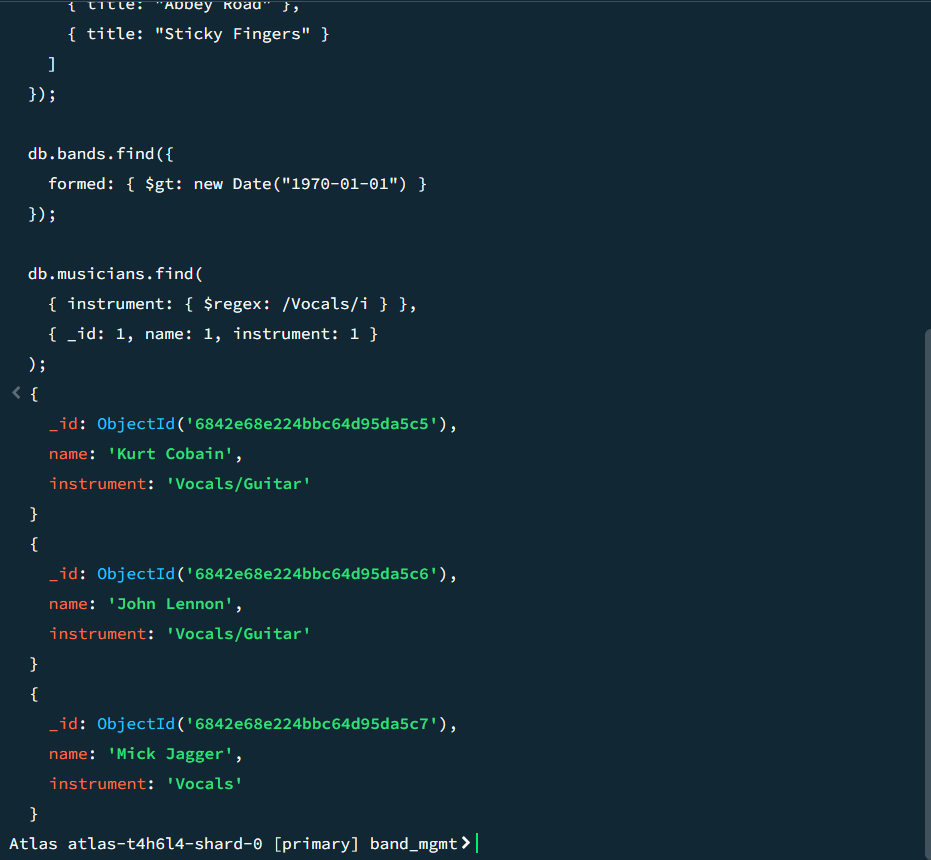 { title: "Abbey Road" },
{ title: "Sticky Fingers" }
]
});
db.bands.find({
formed: { $gt: new Date("1970-01-01") }
});
db.musicians.find(
{ instrument: { $regex: /Vocals/i } },
{ _id: 1, name: 1, instrument: 1 }
);
< {
_id: ObjectId('6842e68e224bbc64d95da5c5'),
name: 'Kurt Cobain',
instrument: 'Vocals/Guitar'
}
{
_id: ObjectId('6842e68e224bbc64d95da5c6'),
name: 'John Lennon',
instrument: 'Vocals/Guitar'
}
{
_id: ObjectId('6842e68e224bbc64d95da5c7'),
name: 'Mick Jagger',
instrument: 'Vocals'
}
Atlas atlas-t4h6l4-shard-0 [primary] band_mgmt>